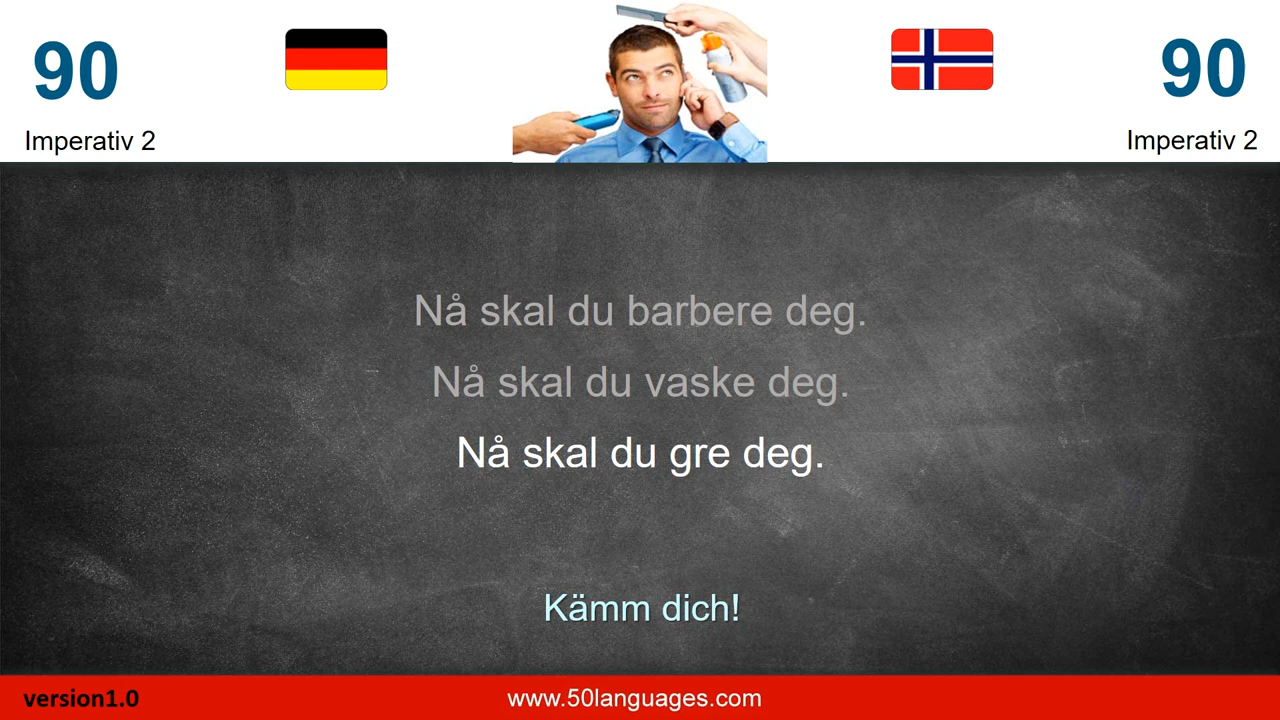 90
90
Imperativ 2
Imperativ 2
Nå skal du barbere deg.
Nå skal du vaske deg.
Nå skal du gre deg.
Kämm dich!
version1.0
www.50languages.com